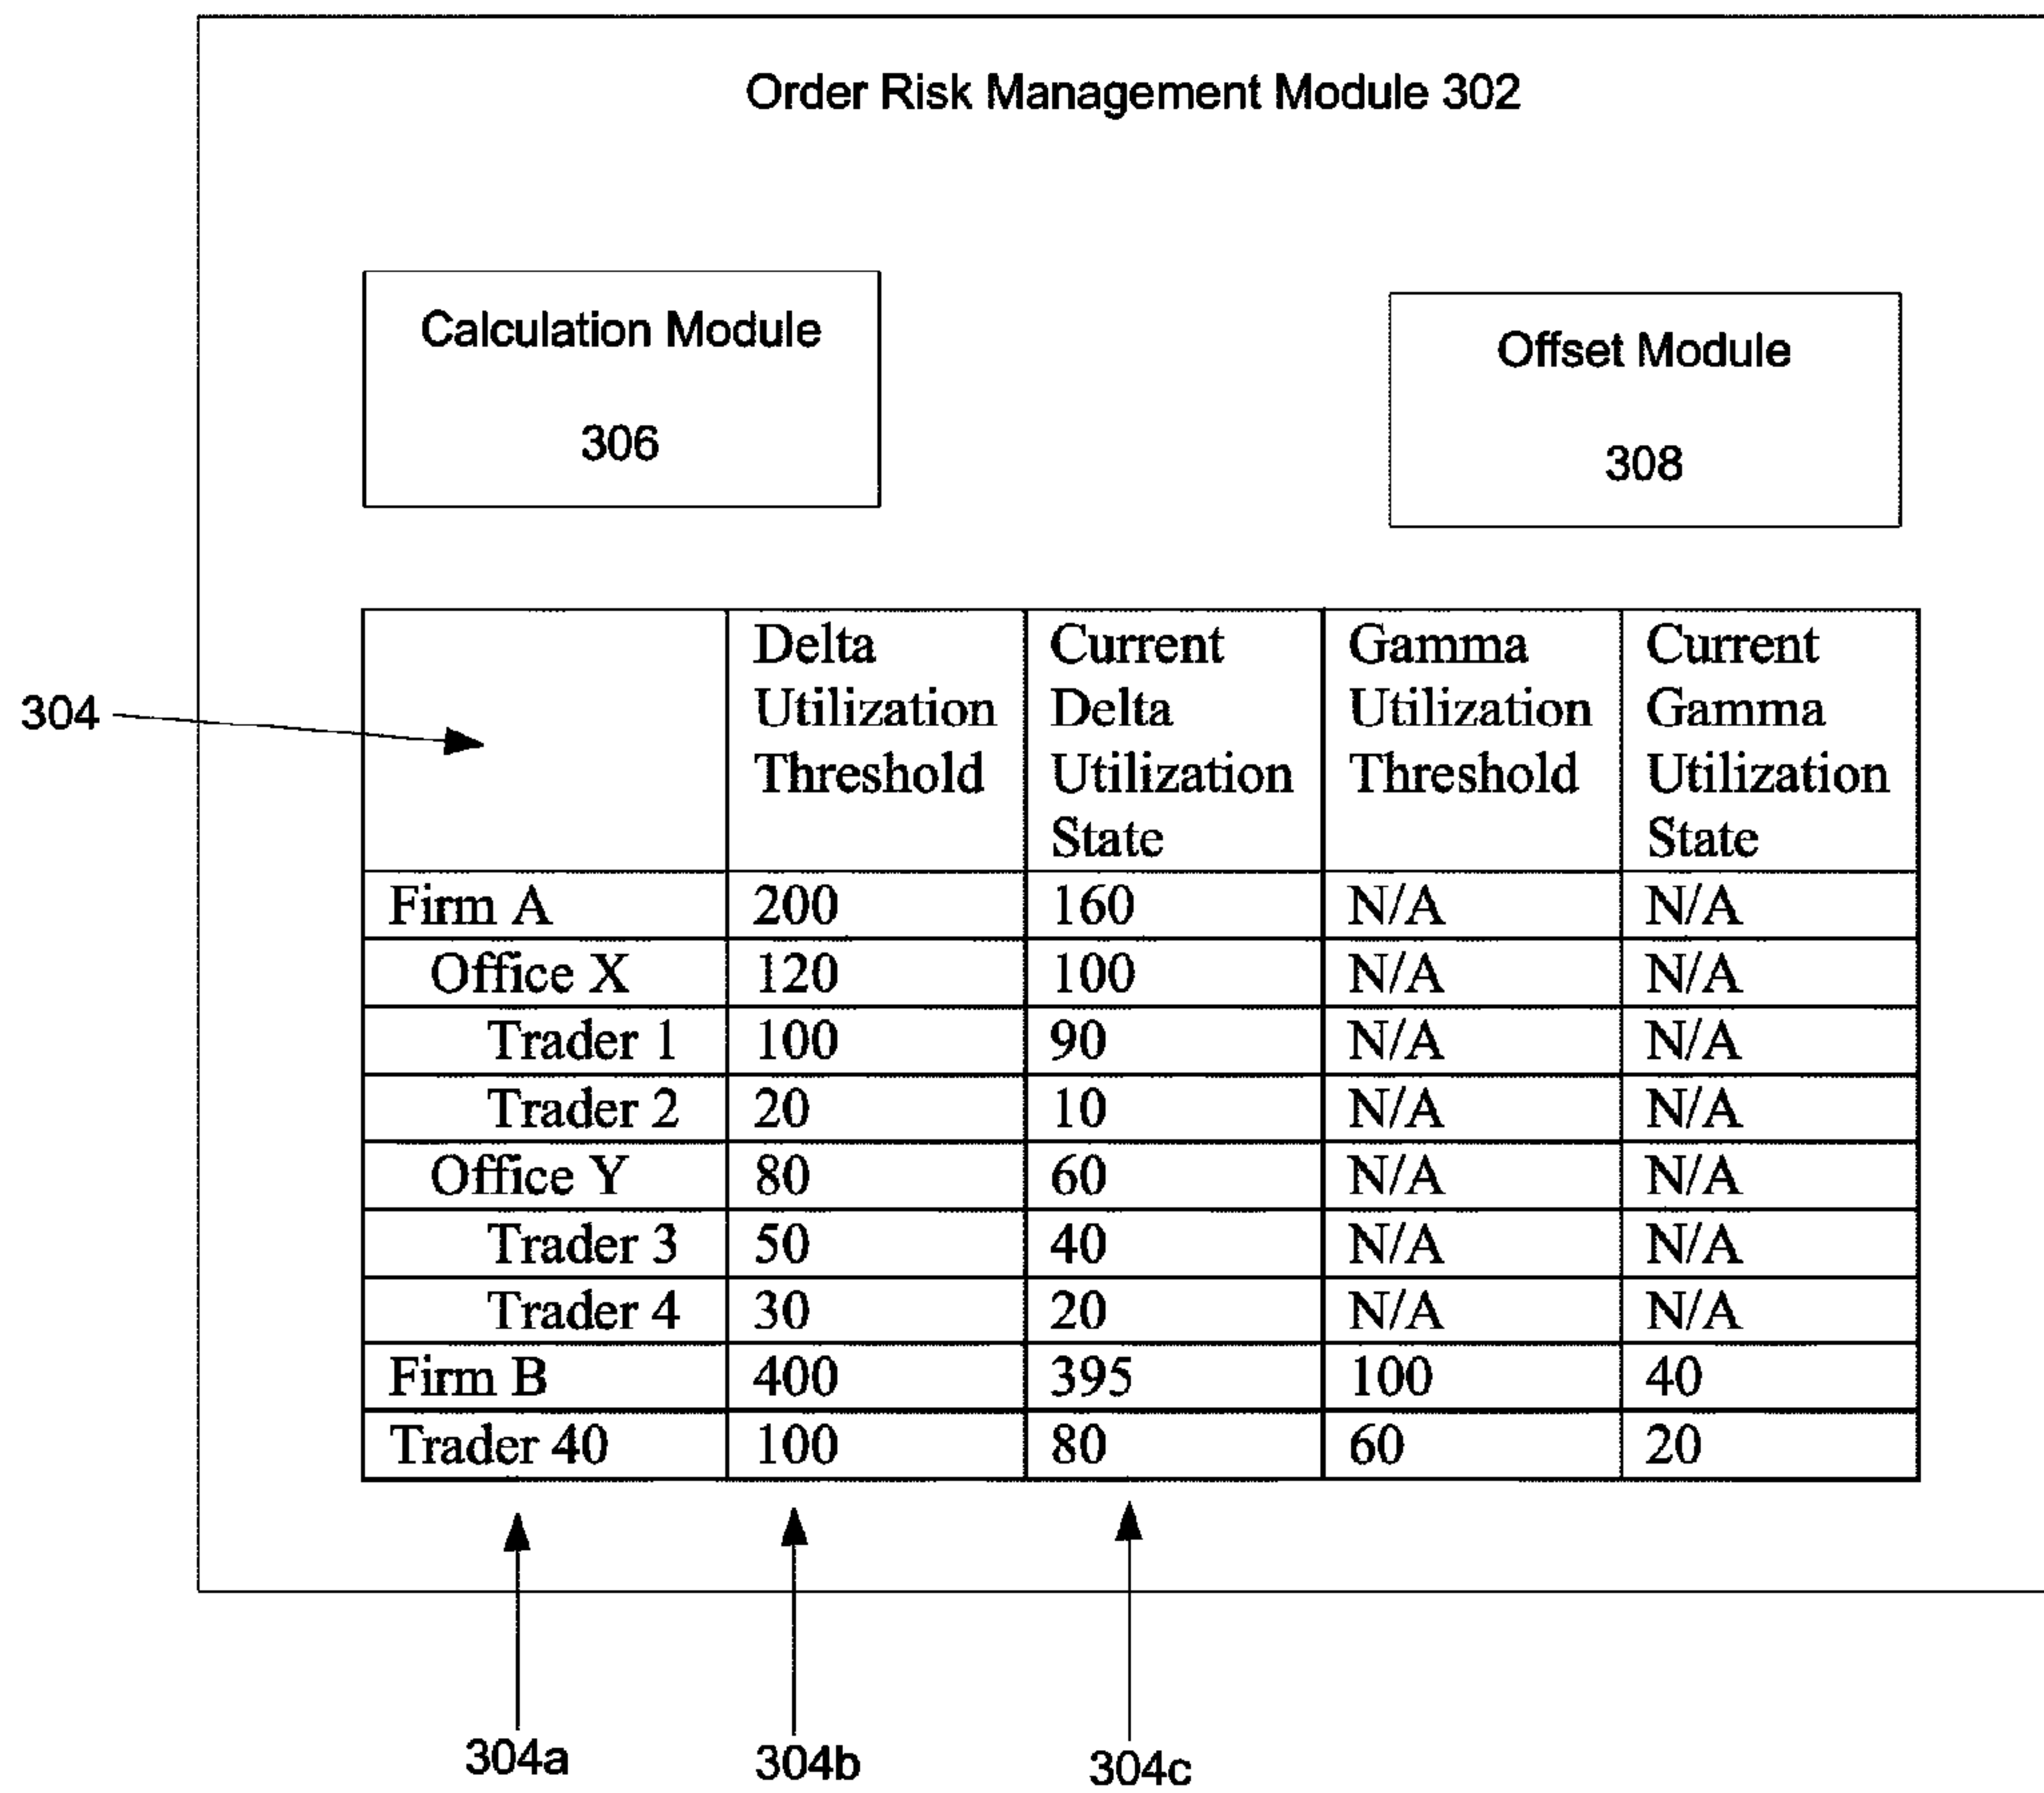 Order Risk Management Module 302
Calculation Module
306
Offset Module
308
304
Delta Utilization Threshold
Current Delta Utilization State
Gamma Utilization Threshold
Current Gamma Utilization State
Firm A 200 160 N/A N/A
Office X 120 100 N/A N/A
Trader 1 100 90 N/A N/A
Trader 2 20 10 N/A N/A
Office Y 80 60 N/A N/A
Trader 3 50 40 N/A N/A
Trader 4 30 20 N/A N/A
Firm B 400 395 100 40
Trader 40 100 80 60 20
304a
304b
304c